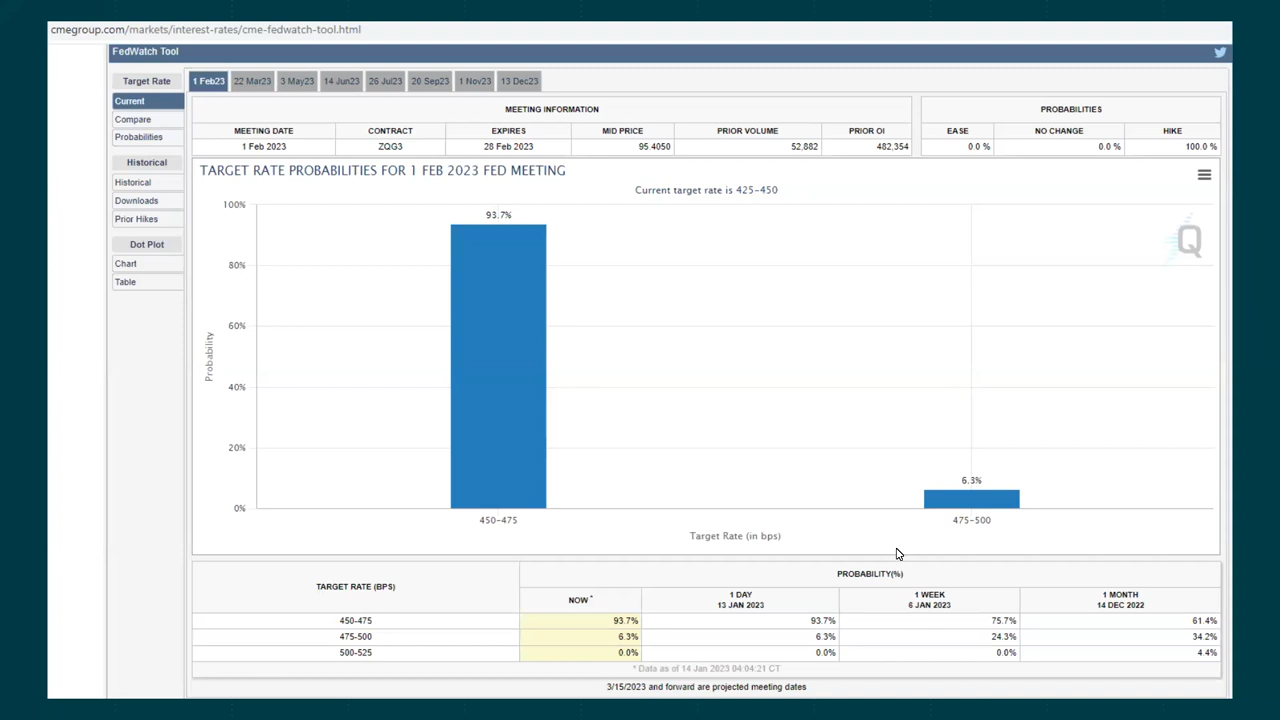 cmegroup.com/markets/interest-rates/cme-fedwatch-tool.html
FedWatch Tool
Target Rate
Current
Compare
Probabilities
Historical
Historical
Downloads
Prior Hikes
Dot Plot
Chart
Table
1 Feb23 22 Mar23 3 May23 14 Jun23 26 Jul23 20 Sep23 1 Nov23 13 Dec23
MEETING INFORMATION
MEETING DATE CONTRACT EXPIRES MID PRICE PRIOR VOLUME PRIOR OI
1 Feb 2023 ZQG3 28 Feb 2023 95.4050 52,882 482,354
PROBABILITIES
EASE NO CHANGE HIKE
0.0 % 0.0 % 100.0 %
TARGET RATE PROBABILITIES FOR 1 FEB 2023 FED MEETING
Current target rate is 425-450
Q
Probability
100%
80%
60%
40%
20%
0%
93.7%
6.3%
450-475 475-500
Target Rate (in bps)
TARGET RATE (BPS) PROBABILITY(%)
NOW * 1 DAY 1 WEEK 1 MONTH
13 JAN 2023 6 JAN 2023 14 DEC 2022
450-475 93.7% 93.7% 75.7% 61.4%
475-500 6.3% 6.3% 24.3% 34.2%
500-525 0.0% 0.0% 0.0% 4.4%
* Data as of 14 Jan 2023 04:04:21 CT
3/15/2023 and forward are projected meeting dates